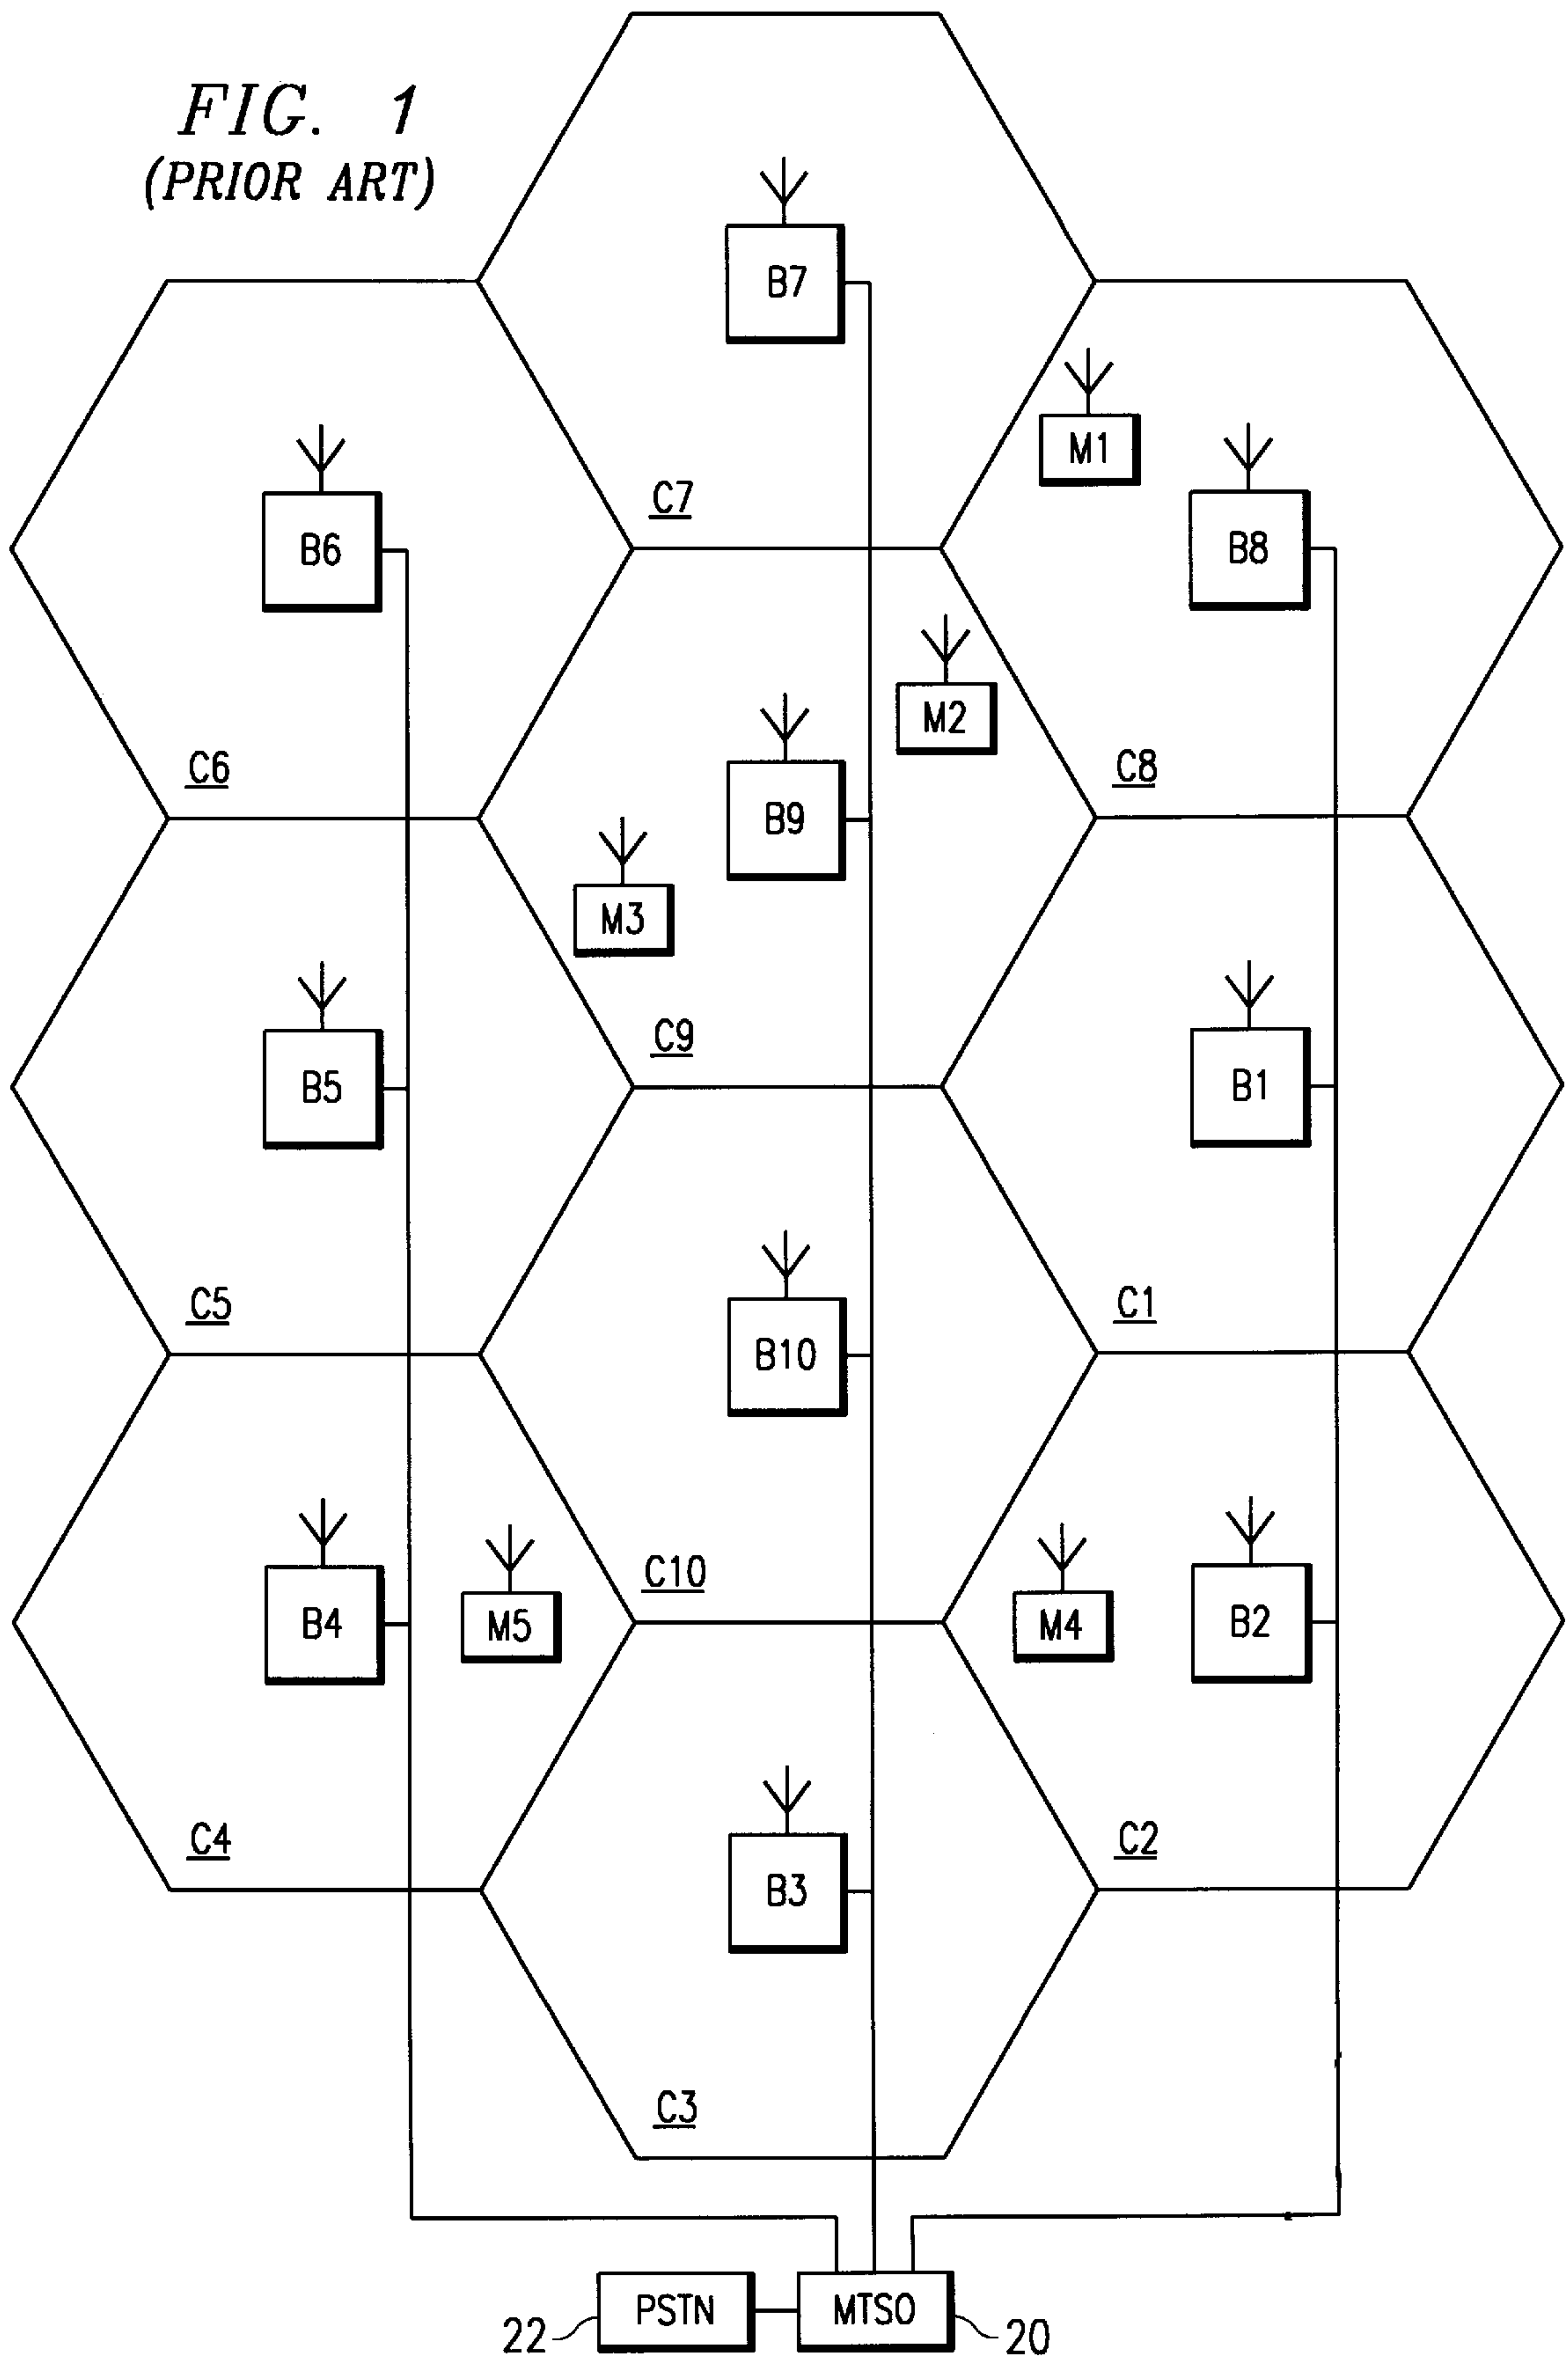 FIG. 1
(PRIOR ART)
B7
M1
C7
B6
B8
M2
C6
B9
C8
M3
C9
B5
B1
C5
C1
B10
C10
B4
M5
M4
B2
C4
C2
B3
C3
22
PSTN
MTSO
20